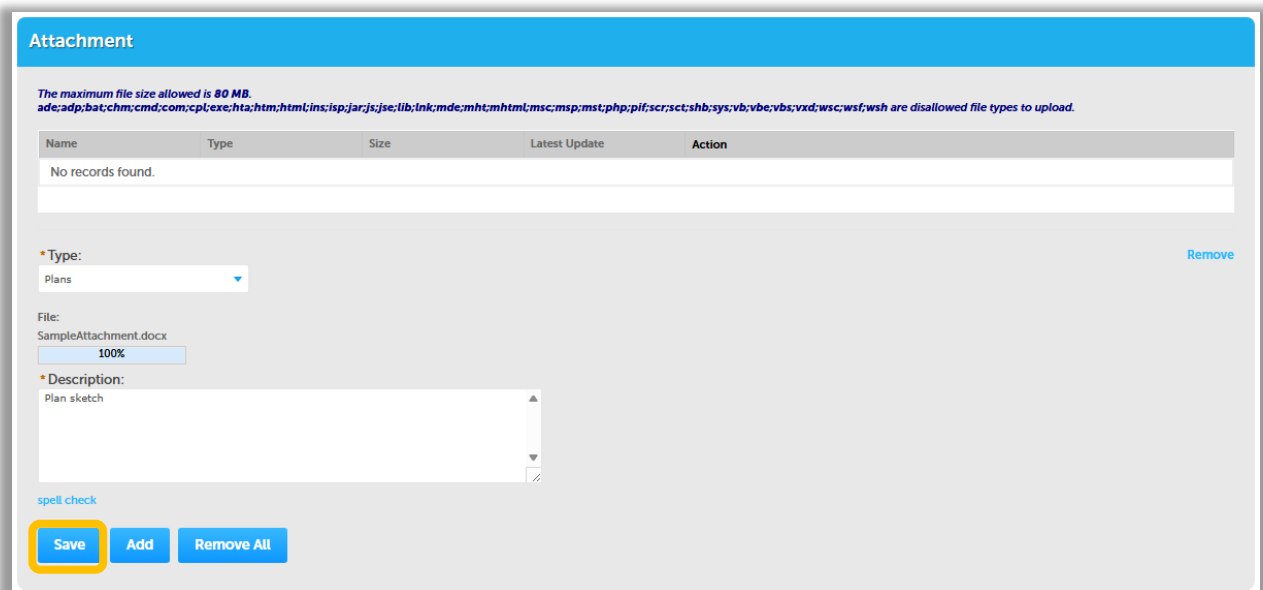 Attachment
The maximum file size allowed is 80 MB.
ade;adp;bat;chm;cmd;com;cpl;exe;hta;htm;html;ins;isp;jar;js;jse;lib;lnk;mde;mht;mhtml;msc;msp;mst;php;pif;scr;sct;shb;sys;vb;vbe;vbs;vxd;wsc;wsf;wsh are disallowed file types to upload.
Name Type Size Latest Update Action
No records found.
*Type: Remove
Plans
File:
SampleAttachment.docx
100%
*Description:
Plan sketch
spell check
Save Add Remove All